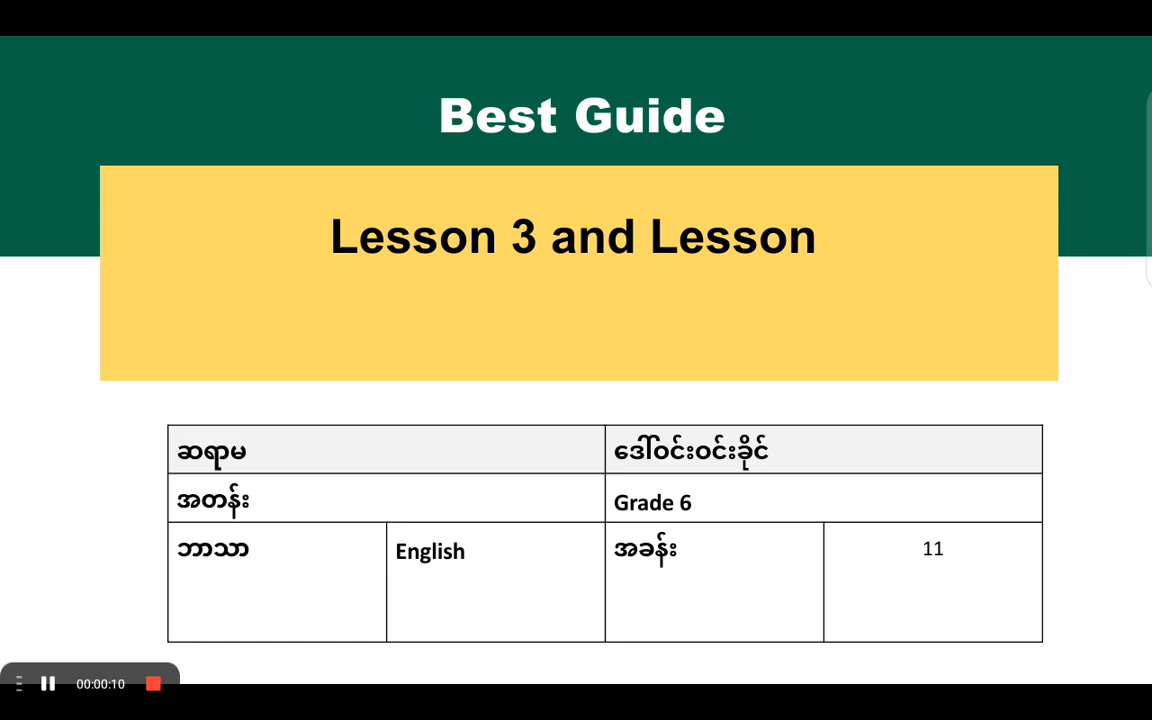 Best Guide
Lesson 3 and Lesson
ဆရာမ
ဒေါ်ဝင်းဝင်းခိုင်
အတန်း
Grade 6
ဘာသာ
English
အခန်း
11
00:00:10